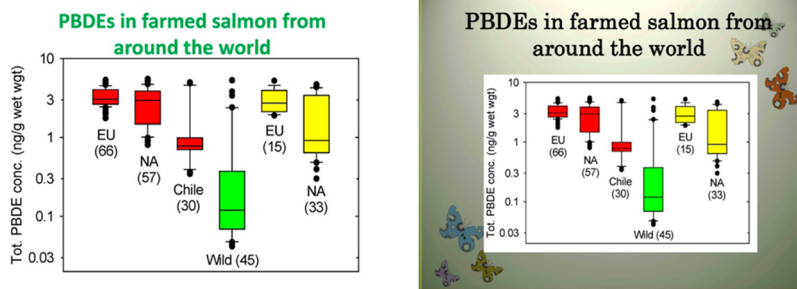 PBDEs in farmed salmon from
around the world
Tot. PBDE conc. (ng/g wet wgt)
10
3
1
0.3
0.1
0.03
EU
(66)
NA
(57)
Chile
(30)
Wild (45)
EU
(15)
NA
(33)
PBDEs in farmed salmon from
around the world
Tot. PBDE conc. (ng/g wet wgt)
10
3
1
0.3
0.1
0.03
EU
(66)
NA
(57)
Chile
(30)
Wild (45)
EU
(15)
NA
(33)